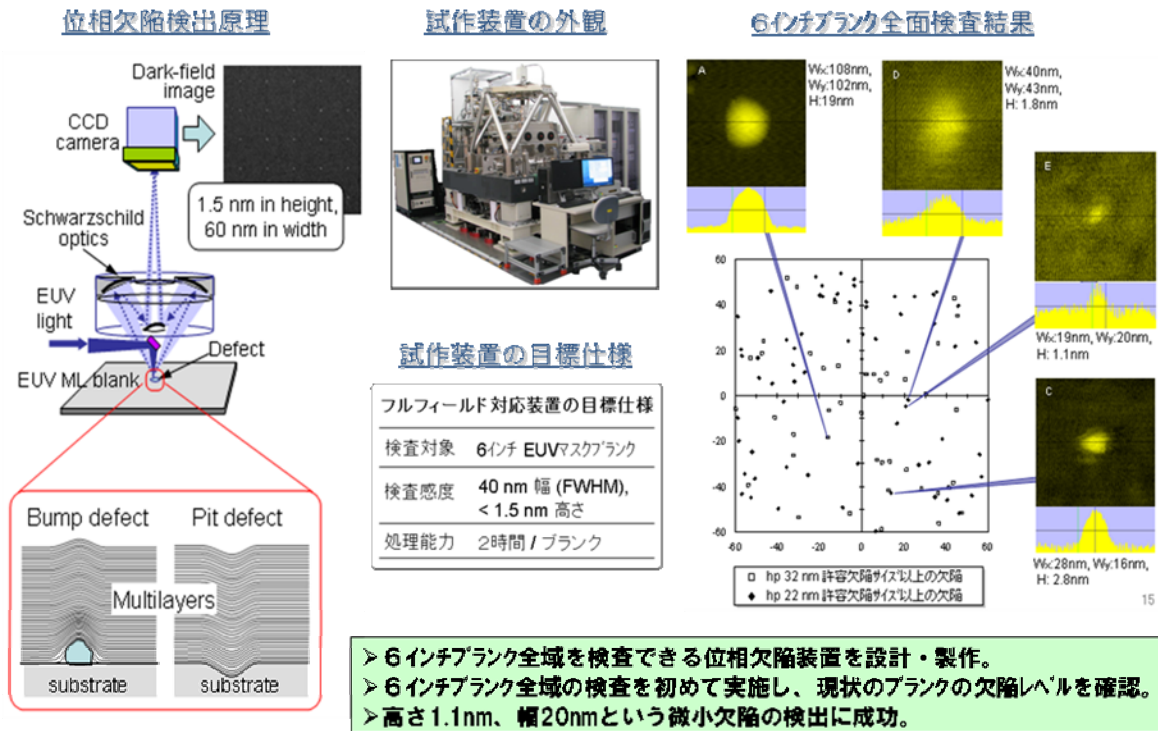 位相欠陥検出原理
Dark-field
image
CCD
camera
1.5 nm in height,
60 nm in width
Schwarzschild
optics
EUV
light
Defect
EUV ML blank
Bump defect
Pit defect
Multilayers
substrate
substrate
試作装置の外観
試作装置の目標仕様
フルフィールド対応装置の目標仕様
検査対象 6インチ EUVマスクブランク
検査感度 40 nm 幅 (FWHM),
< 1.5 nm 高さ
処理能力 2時間 / ブランク
6インチブランク全面検査結果
A
Wx:108nm,
Wy:102nm,
H:19nm
D
Wx:40nm,
Wy:43nm,
H: 1.8nm
E
Wx:19nm, Wy:20nm,
H: 1.1nm
C
Wx:28nm, Wy:16nm,
H: 2.8nm
60
40
20
0
-20
-40
-60
-60 -40 -20 0 20 40 60
□ hp 32 nm 許容欠陥サイズ以上の欠陥
◆ hp 22 nm 許容欠陥サイズ以上の欠陥
15
➢ 6インチブランク全域を検査できる位相欠陥装置を設計・製作。
➢ 6インチブランク全域の検査を初めて実施し、現状のブランクの欠陥レベルを確認。
➢ 高さ1.1nm、幅20nmという微小欠陥の検出に成功。